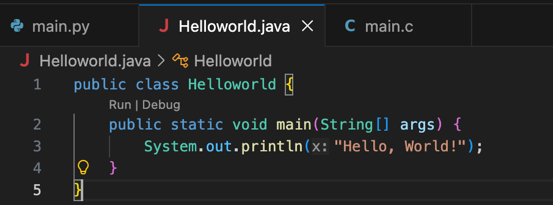 main.py J Helloworld.java × C main.c
J Helloworld.java > Helloworld
1 public class Helloworld {
Run | Debug
2 public static void main(String[] args) {
3 System.out.println(x: "Hello, World!");
4 }
5 }